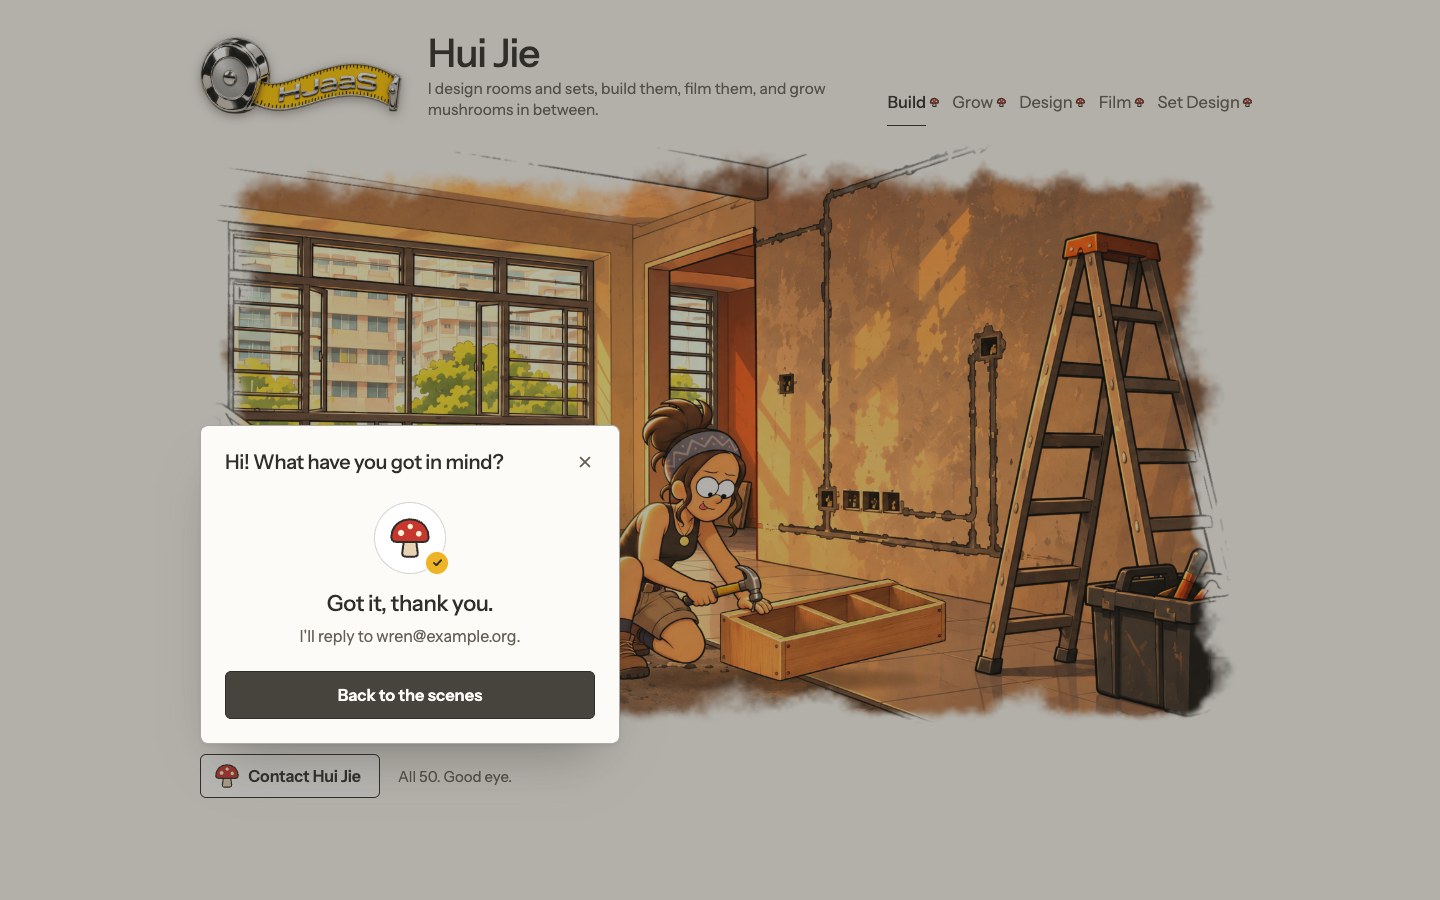 HJaaS
Hui Jie
I design rooms and sets, build them, film them, and grow
mushrooms in between.
Build Grow Design Film Set Design
Hi! What have you got in mind?
Got it, thank you.
I'll reply to wren@example.org.
Back to the scenes
Contact Hui Jie
All 50. Good eye.